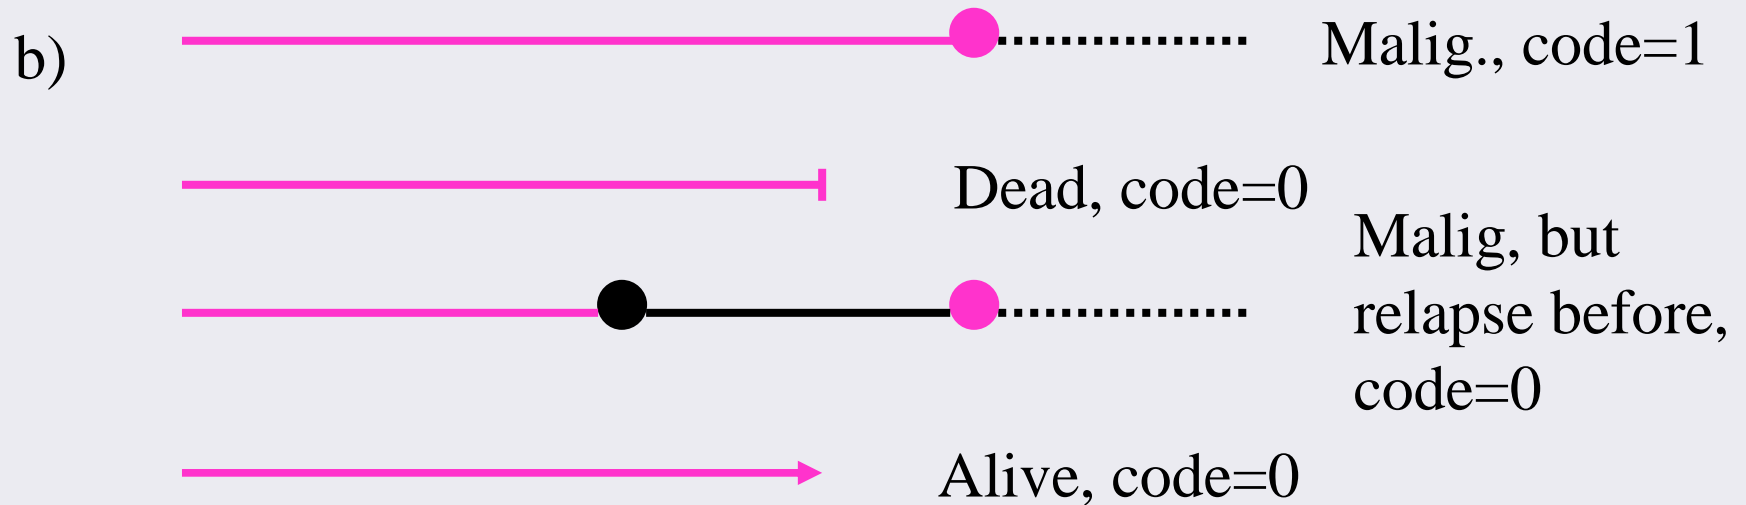 b)
Malig., code=1
Dead, code=0
Malig, but
relapse before,
code=0
Alive, code=0